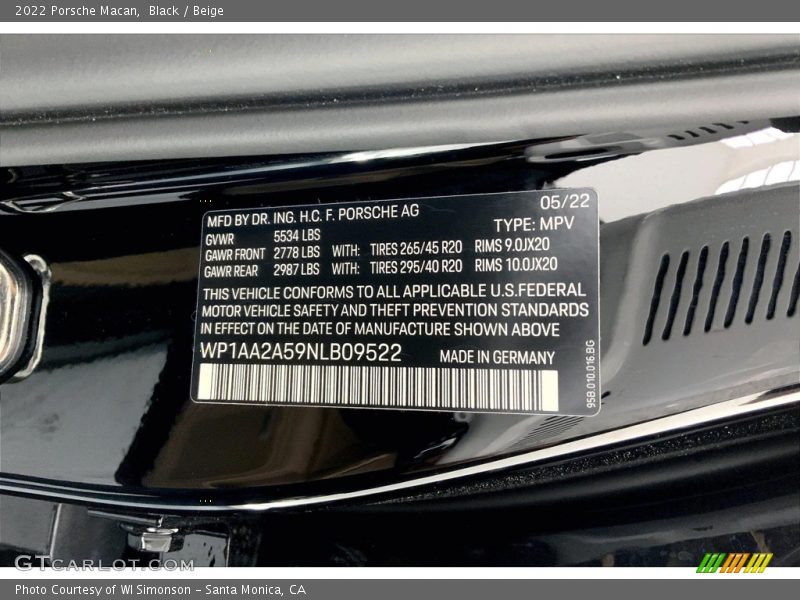 2022 Porsche Macan, Black / Beige
MFD BY DR. ING. H.C. F. PORSCHE AG 05/22
GVWR 5534 LBS TYPE: MPV
GAWR FRONT 2778 LBS WITH: TIRES 265/45 R20 RIMS 9.0JX20
GAWR REAR 2987 LBS WITH: TIRES 295/40 R20 RIMS 10.0JX20
THIS VEHICLE CONFORMS TO ALL APPLICABLE U.S.FEDERAL
MOTOR VEHICLE SAFETY AND THEFT PREVENTION STANDARDS
IN EFFECT ON THE DATE OF MANUFACTURE SHOWN ABOVE
WP1AA2A59NLB09522 MADE IN GERMANY
95B.010.016.BG
GTCARLOT.COM
Photo Courtesy of WI Simonson - Santa Monica, CA